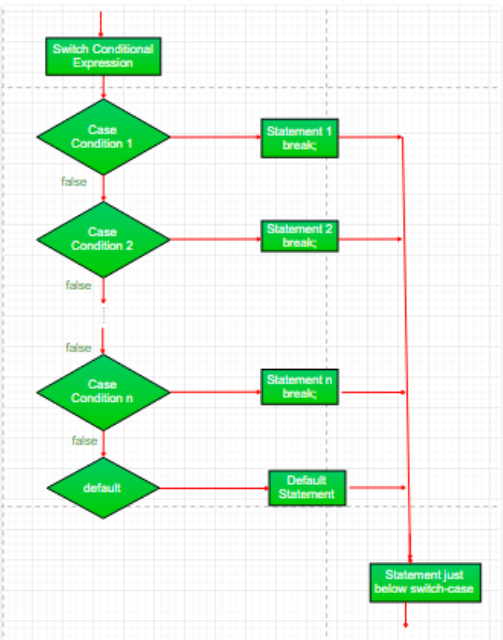 Switch Conditional
Expression
Case
Condition 1
Statement 1
break;
false
Case
Condition 2
Statement 2
break;
false
false
Case
Condition n
Statement n
break;
false
default
Default
Statement
Statement just
below switch-case